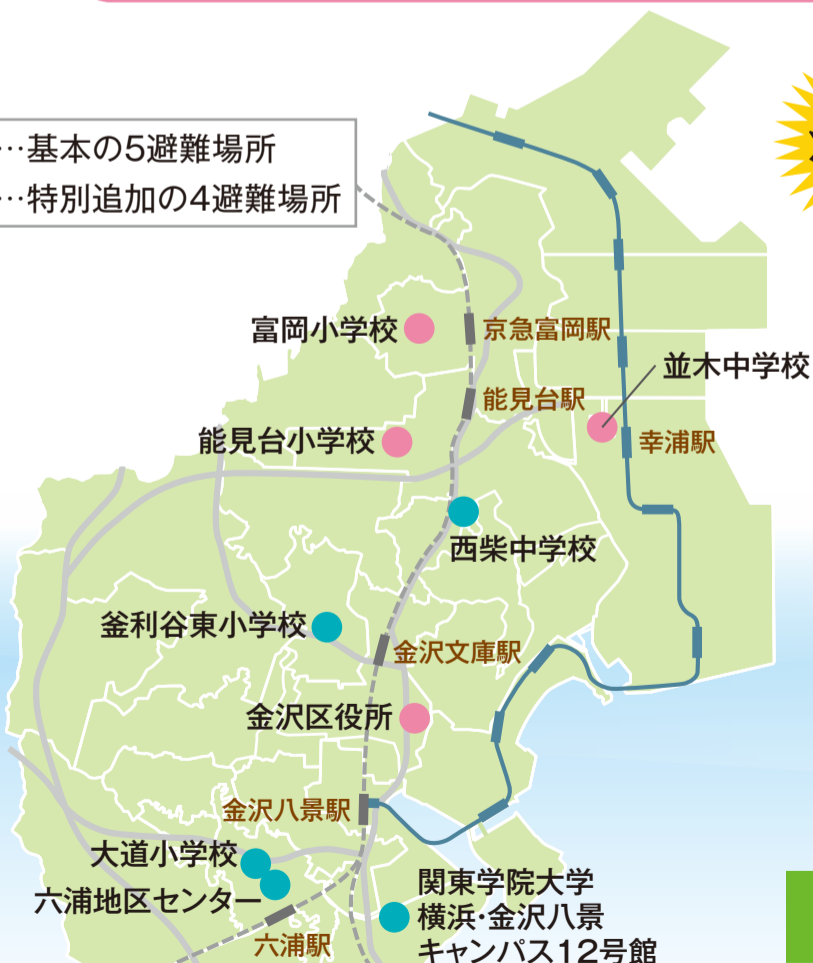 …基本の5避難場所
…特別追加の4避難場所
富岡小学校
京急富岡駅
並木中学校
能見台駅
能見台小学校
幸浦駅
西柴中学校
釜利谷東小学校
金沢文庫駅
金沢区役所
金沢八景駅
大道小学校
六浦地区センター
関東学院大学
横浜・金沢八景
キャンパス12号館
六浦駅